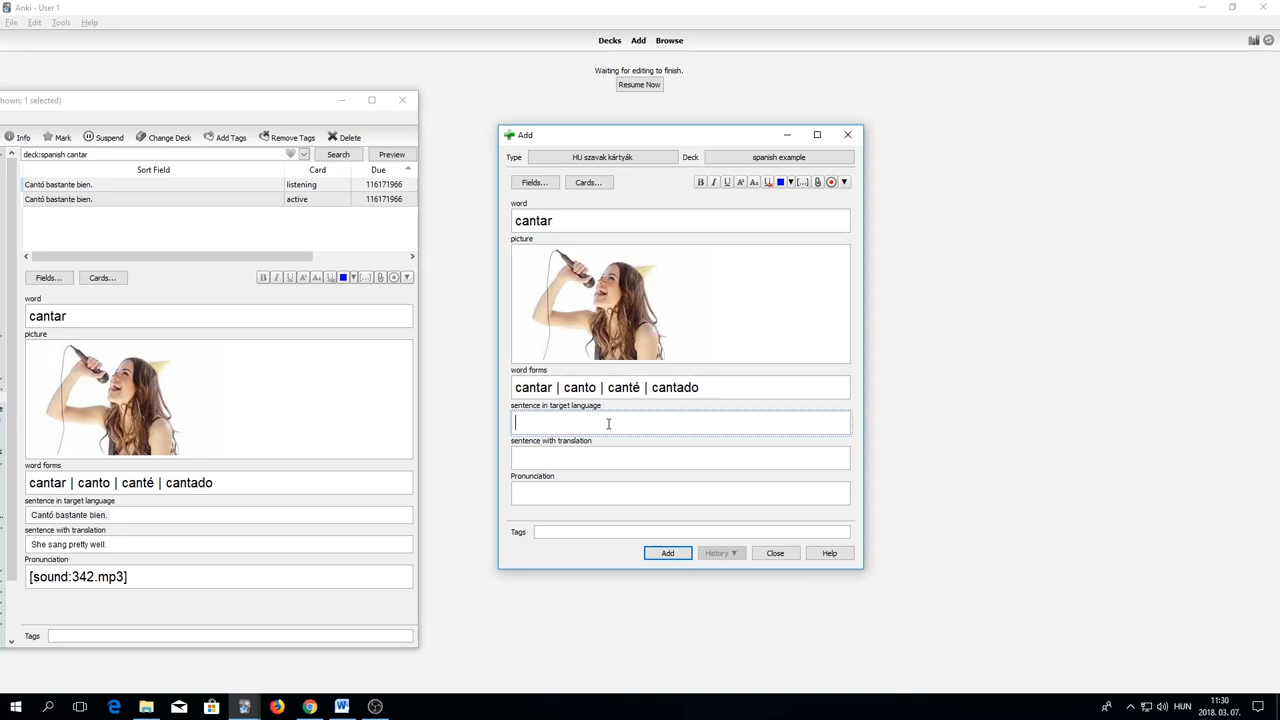 Anki - User 1
File Edit Tools Help
Decks Add Browse
Waiting for editing to finish.
Resume Now
hown; 1 selected)
Info Mark Suspend Change Deck Add Tags Remove Tags Delete
deck:spanish cantar Search Preview
Sort Field Card Due
Cantó bastante bien. listening 116171966
Cantó bastante bien. active 116171966
Fields... Cards...
word
cantar
picture
word forms
cantar | canto | canté | cantado
sentence in target language
Cantó bastante bien.
sentence with translation
She sang pretty well.
Pronunciation
[sound:342.mp3]
Tags
Add
Type HU szavak kártyák Deck spanish example
Fields... Cards...
word
cantar
picture
word forms
cantar | canto | canté | cantado
sentence in target language
sentence with translation
Pronunciation
Tags
Add History ▼ Close Help
HUN
11:30
2018. 03. 07.